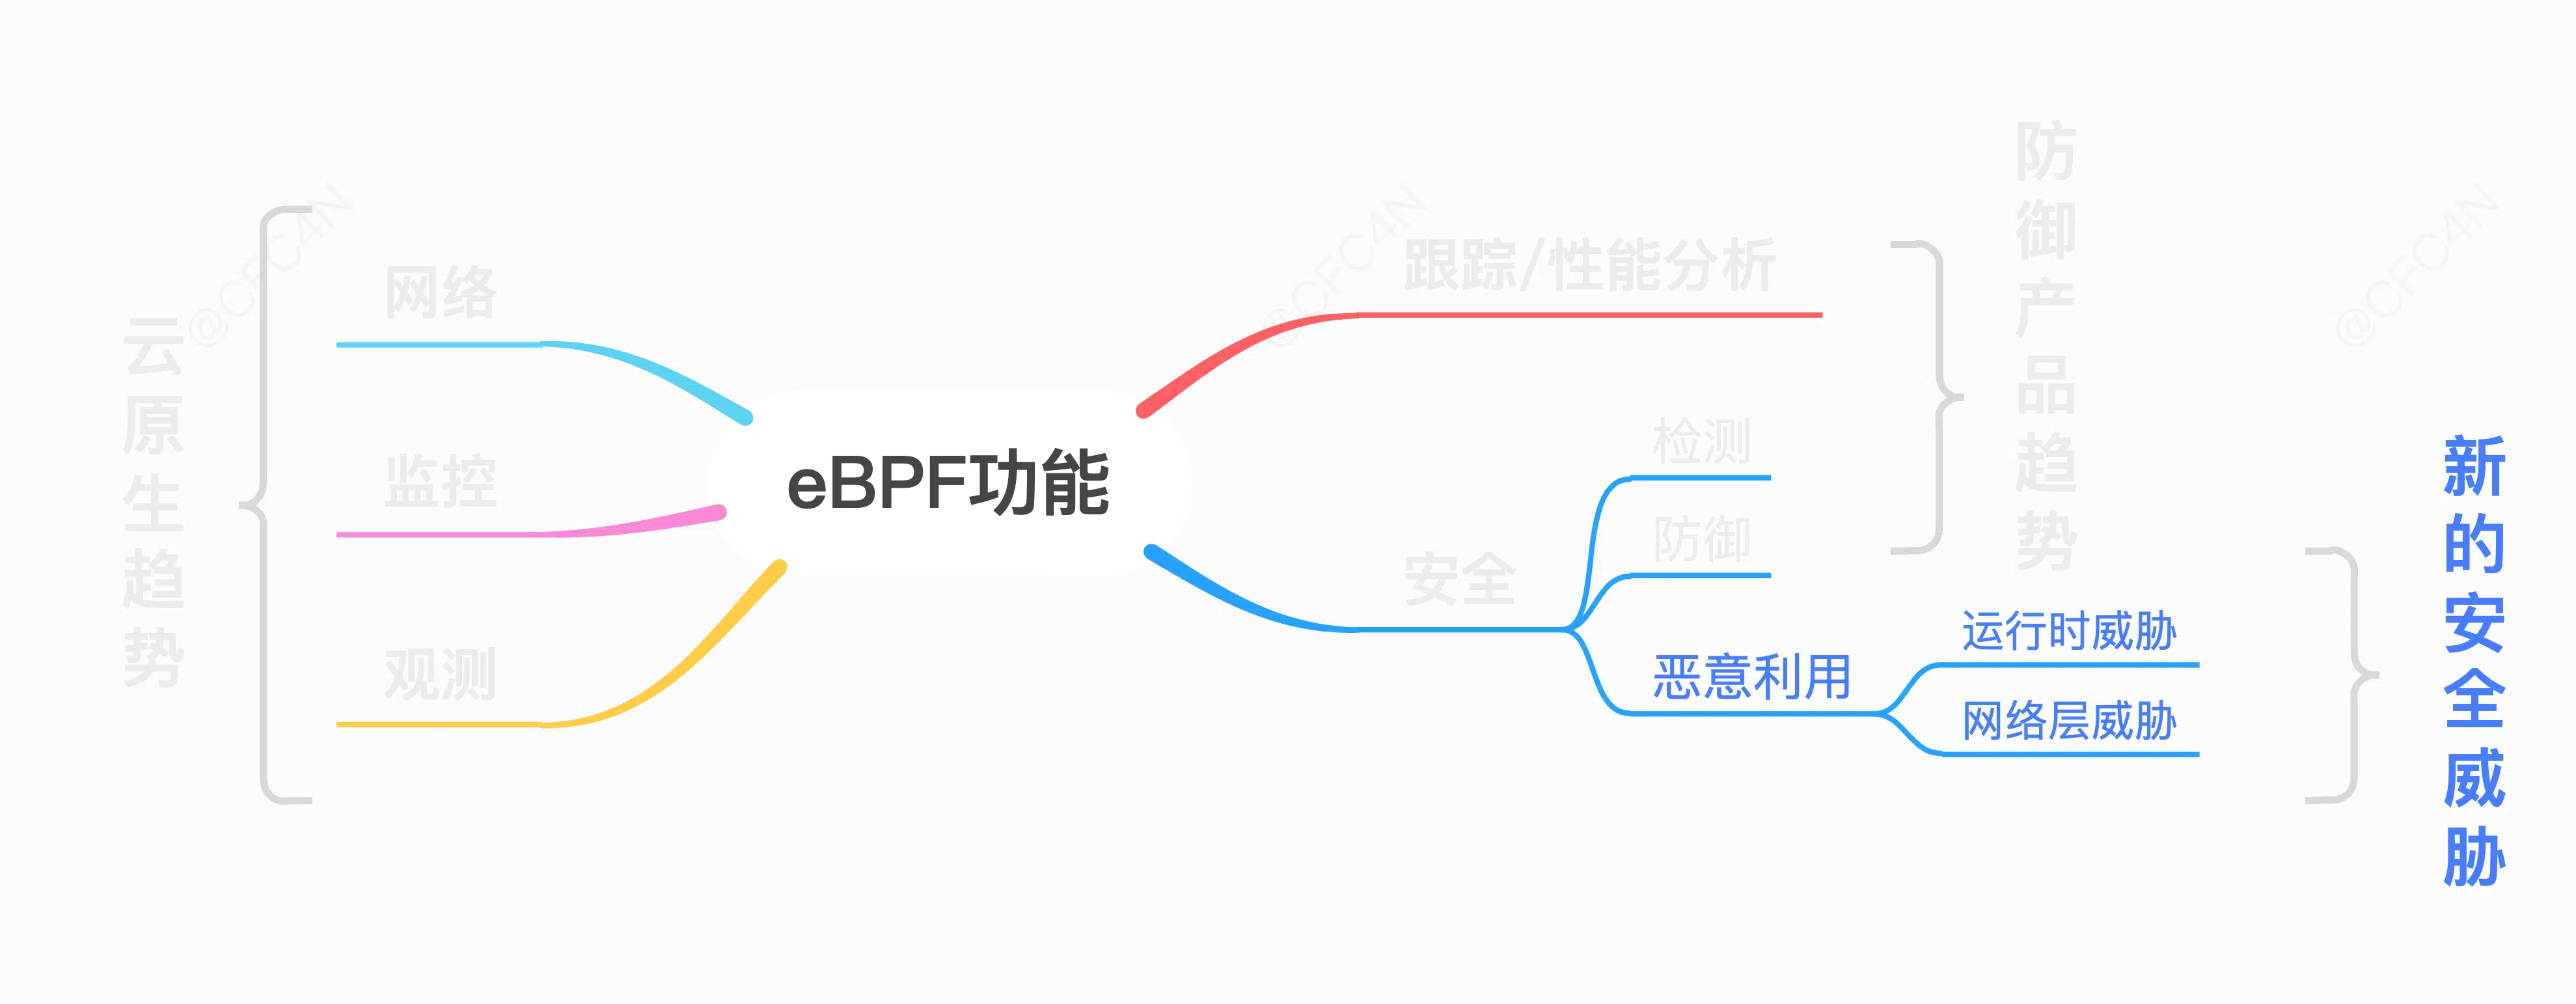 云原生趋势
网络
监控
观测
eBPF功能
跟踪/性能分析
安全
检测
防御
恶意利用
运行时威胁
网络层威胁
防御产品趋势
新的安全威胁
@CFC4N
@CFC4N
@CFC4N